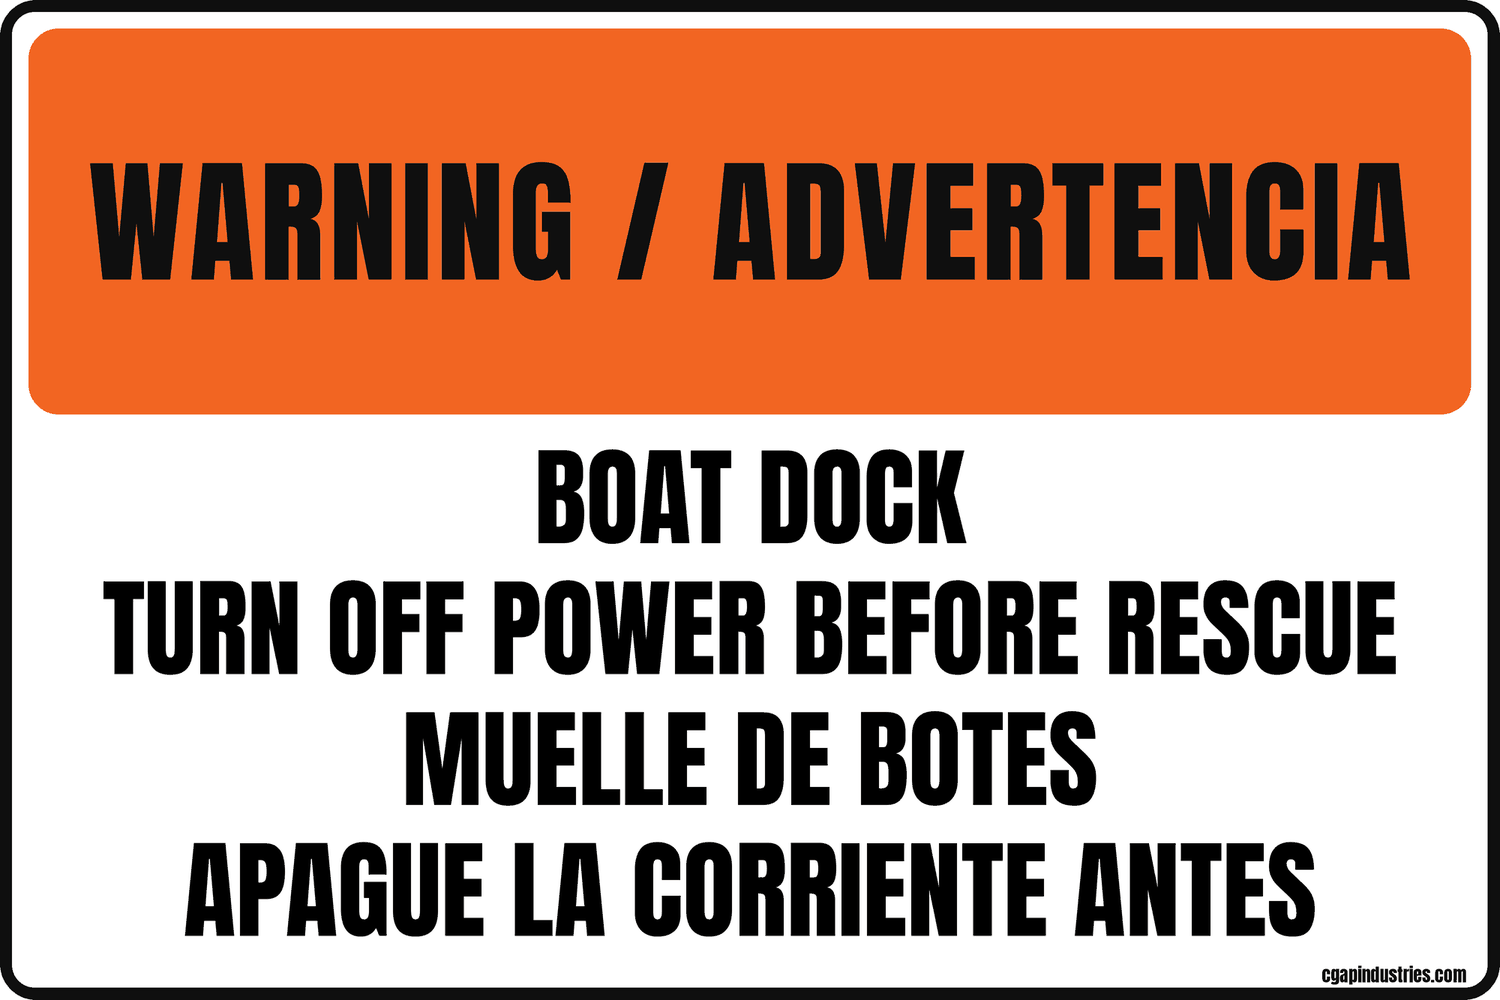 WARNING / ADVERTENCIA
BOAT DOCK
TURN OFF POWER BEFORE RESCUE
MUELLE DE BOTES
APAGUE LA CORRIENTE ANTES
cgapindustries.com